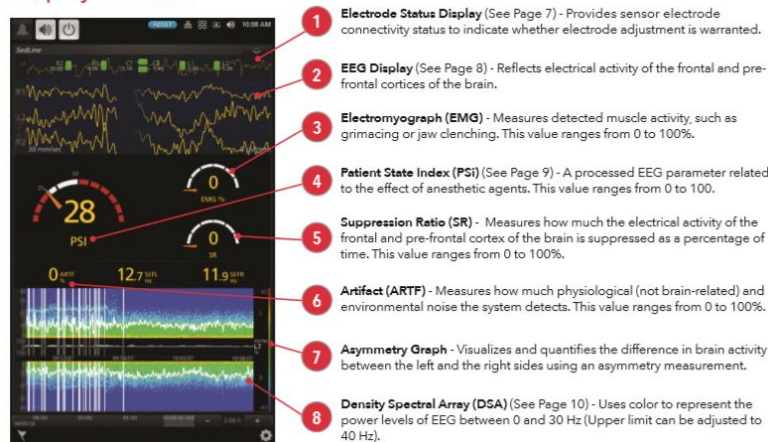 ADULT
10:08 AM
SedLine
30 mm/sec
28
PSI
0
EMG %
0
SR
0 ARTF %
12.7 SEFL
11.9 SEFR
2:00 h
1
Electrode Status Display (See Page 7) - Provides sensor electrode
connectivity status to indicate whether electrode adjustment is warranted.
2
EEG Display (See Page 8) - Reflects electrical activity of the frontal and pre-
frontal cortices of the brain.
3
Electromyograph (EMG) - Measures detected muscle activity, such as
grimacing or jaw clenching. This value ranges from 0 to 100%.
4
Patient State Index (PSi) (See Page 9) - A processed EEG parameter related
to the effect of anesthetic agents. This value ranges from 0 to 100.
5
Suppression Ratio (SR) - Measures how much the electrical activity of the
frontal and pre-frontal cortex of the brain is suppressed as a percentage of
time. This value ranges from 0 to 100%.
6
Artifact (ARTF) - Measures how much physiological (not brain-related) and
environmental noise the system detects. This value ranges from 0 to 100%.
7
Asymmetry Graph - Visualizes and quantifies the difference in brain activity
between the left and the right sides using an asymmetry measurement.
8
Density Spectral Array (DSA) (See Page 10) - Uses color to represent the
power levels of EEG between 0 and 30 Hz (Upper limit can be adjusted to
40 Hz).